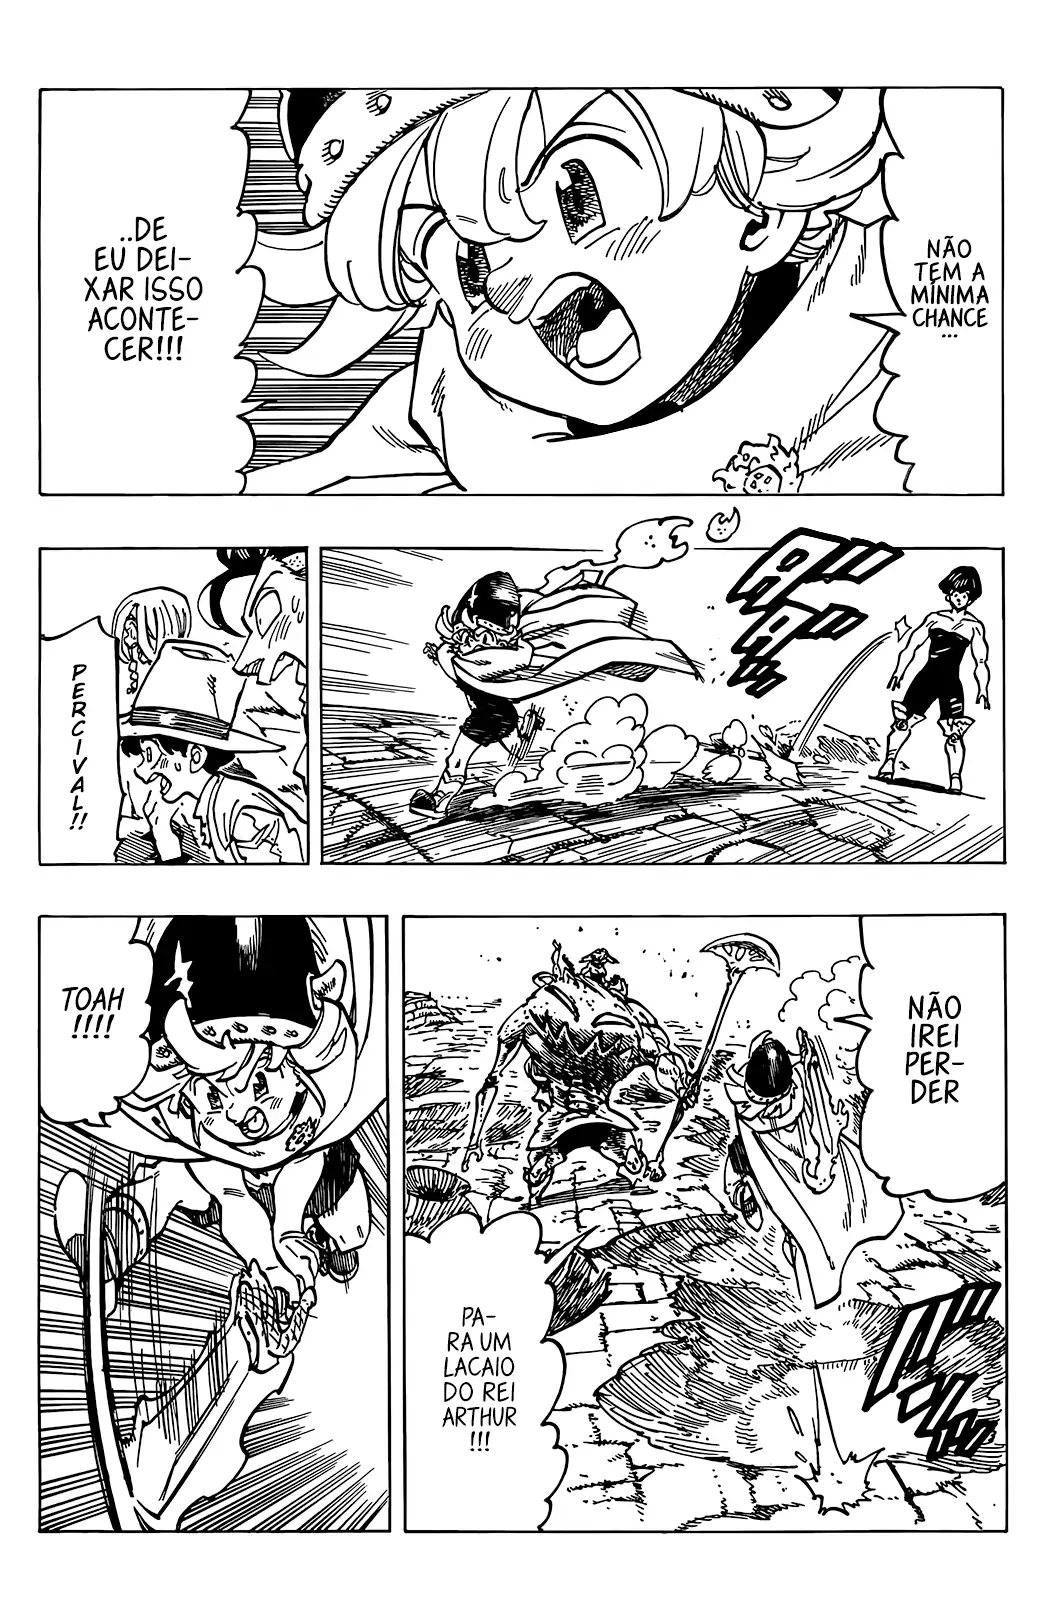 NÃO
TEM A
MÍNIMA
CHANCE
...
..DE
EU DEI-
XAR ISSO
ACONTE-
CER!!!
PERCIVAL!!
NÃO
IREI
PER-
DER
PA-
RA UM
LACAIO
DO REI
ARTHUR
!!!
TOAH
!!!!